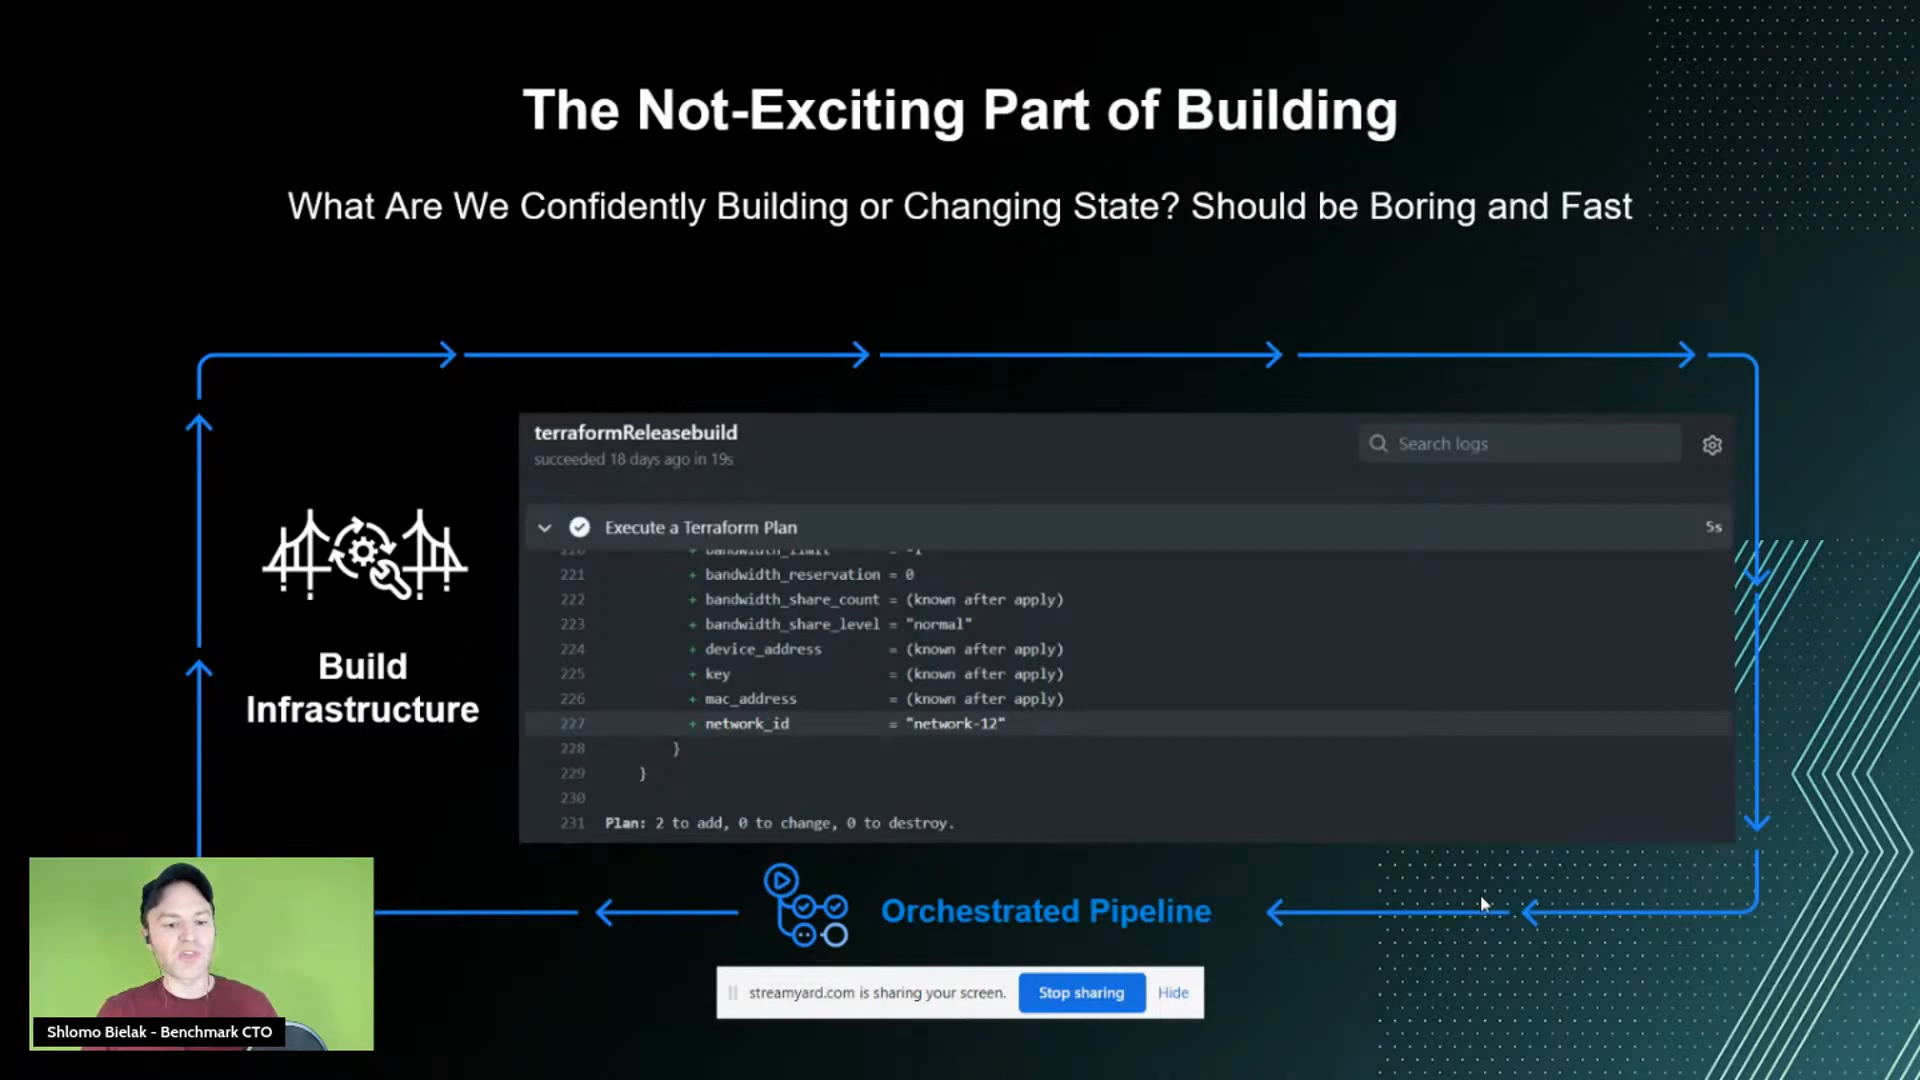 The Not-Exciting Part of Building
What Are We Confidently Building or Changing State? Should be Boring and Fast
terraformReleasebuild
succeeded 18 days ago in 19s
Search logs
Execute a Terraform Plan
5s
220 + bandwidth_limit = -1
221 + bandwidth_reservation = 0
222 + bandwidth_share_count = (known after apply)
223 + bandwidth_share_level = "normal"
224 + device_address = (known after apply)
225 + key = (known after apply)
226 + mac_address = (known after apply)
227 + network_id = "network-12"
228 }
229 }
230
231 Plan: 2 to add, 0 to change, 0 to destroy.
Build
Infrastructure
Orchestrated Pipeline
streamyard.com is sharing your screen.
Stop sharing
Hide
Shlomo Bielak - Benchmark CTO